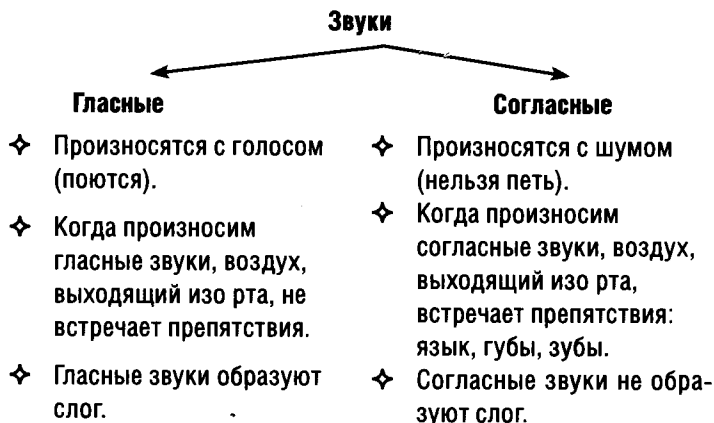 Звуки
Гласные
✧ Произносятся с голосом
(поются).
✧ Когда произносим
гласные звуки, воздух,
выходящий изо рта, не
встречает препятствия.
✧ Гласные звуки образуют
слог.
Согласные
✧ Произносятся с шумом
(нельзя петь).
✧ Когда произносим
согласные звуки, воздух,
выходящий изо рта,
встречает препятствия:
язык, губы, зубы.
✧ Согласные звуки не обра-
зуют слог.